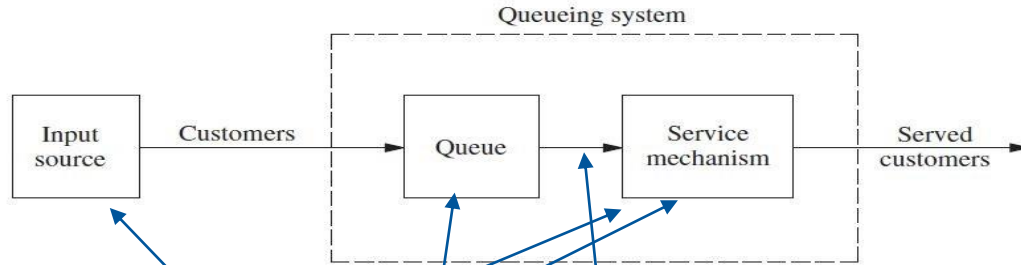 Queueing system
Input
source
Customers
Queue
Service
mechanism
Served
customers